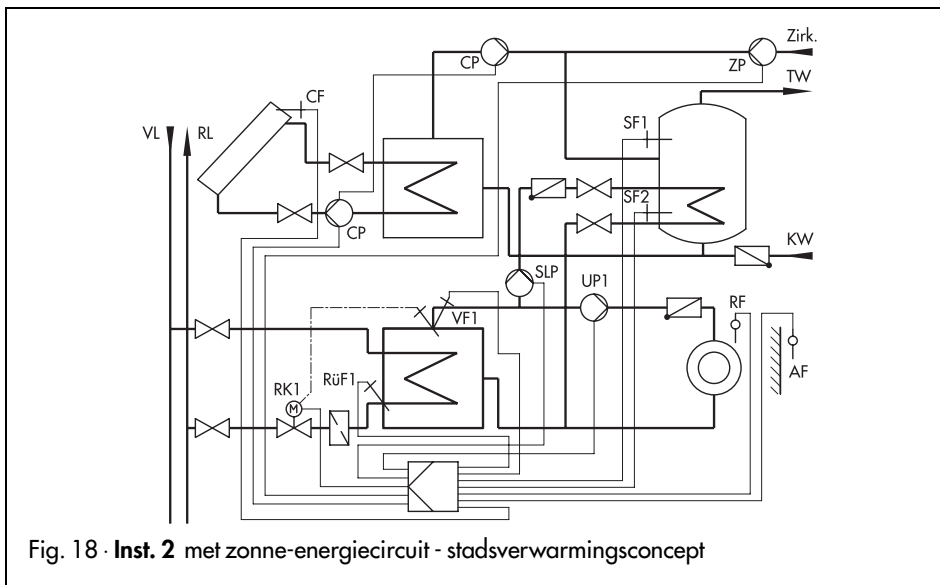 Zirk.
CP
ZP
TW
CF
VL
RL
SF1
SF2
CP
KW
SLP
UP1
VF1
RF
AF
RüF1
RK1
M
Fig. 18 · Inst. 2 met zonne-energiecircuit - stadsverwarmingsconcept